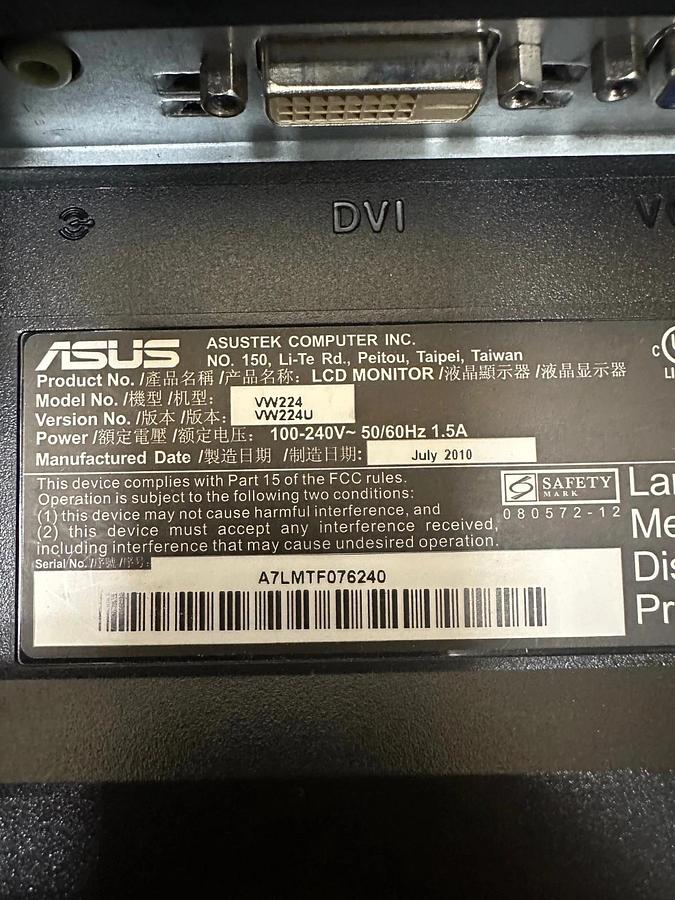 DVI
ASUS
ASUSTEK COMPUTER INC.
NO. 150, Li-Te Rd., Peitou, Taipei, Taiwan
Product No. /產品名稱 /产品名称: LCD MONITOR /液晶顯示器 /液晶显示器
Model No. /機型 /机型: VW224
Version No. /版本 /版本: VW224U
Power /額定電壓 /额定电压: 100-240V~ 50/60Hz 1.5A
Manufactured Date /製造日期 /制造日期: July 2010
This device complies with Part 15 of the FCC rules.
Operation is subject to the following two conditions:
(1) this device may not cause harmful interference, and
(2) this device must accept any interference received,
including interference that may cause undesired operation.
SAFETY
MARK
080572-12
Serial No. /序號 /序号:
A7LMTF076240